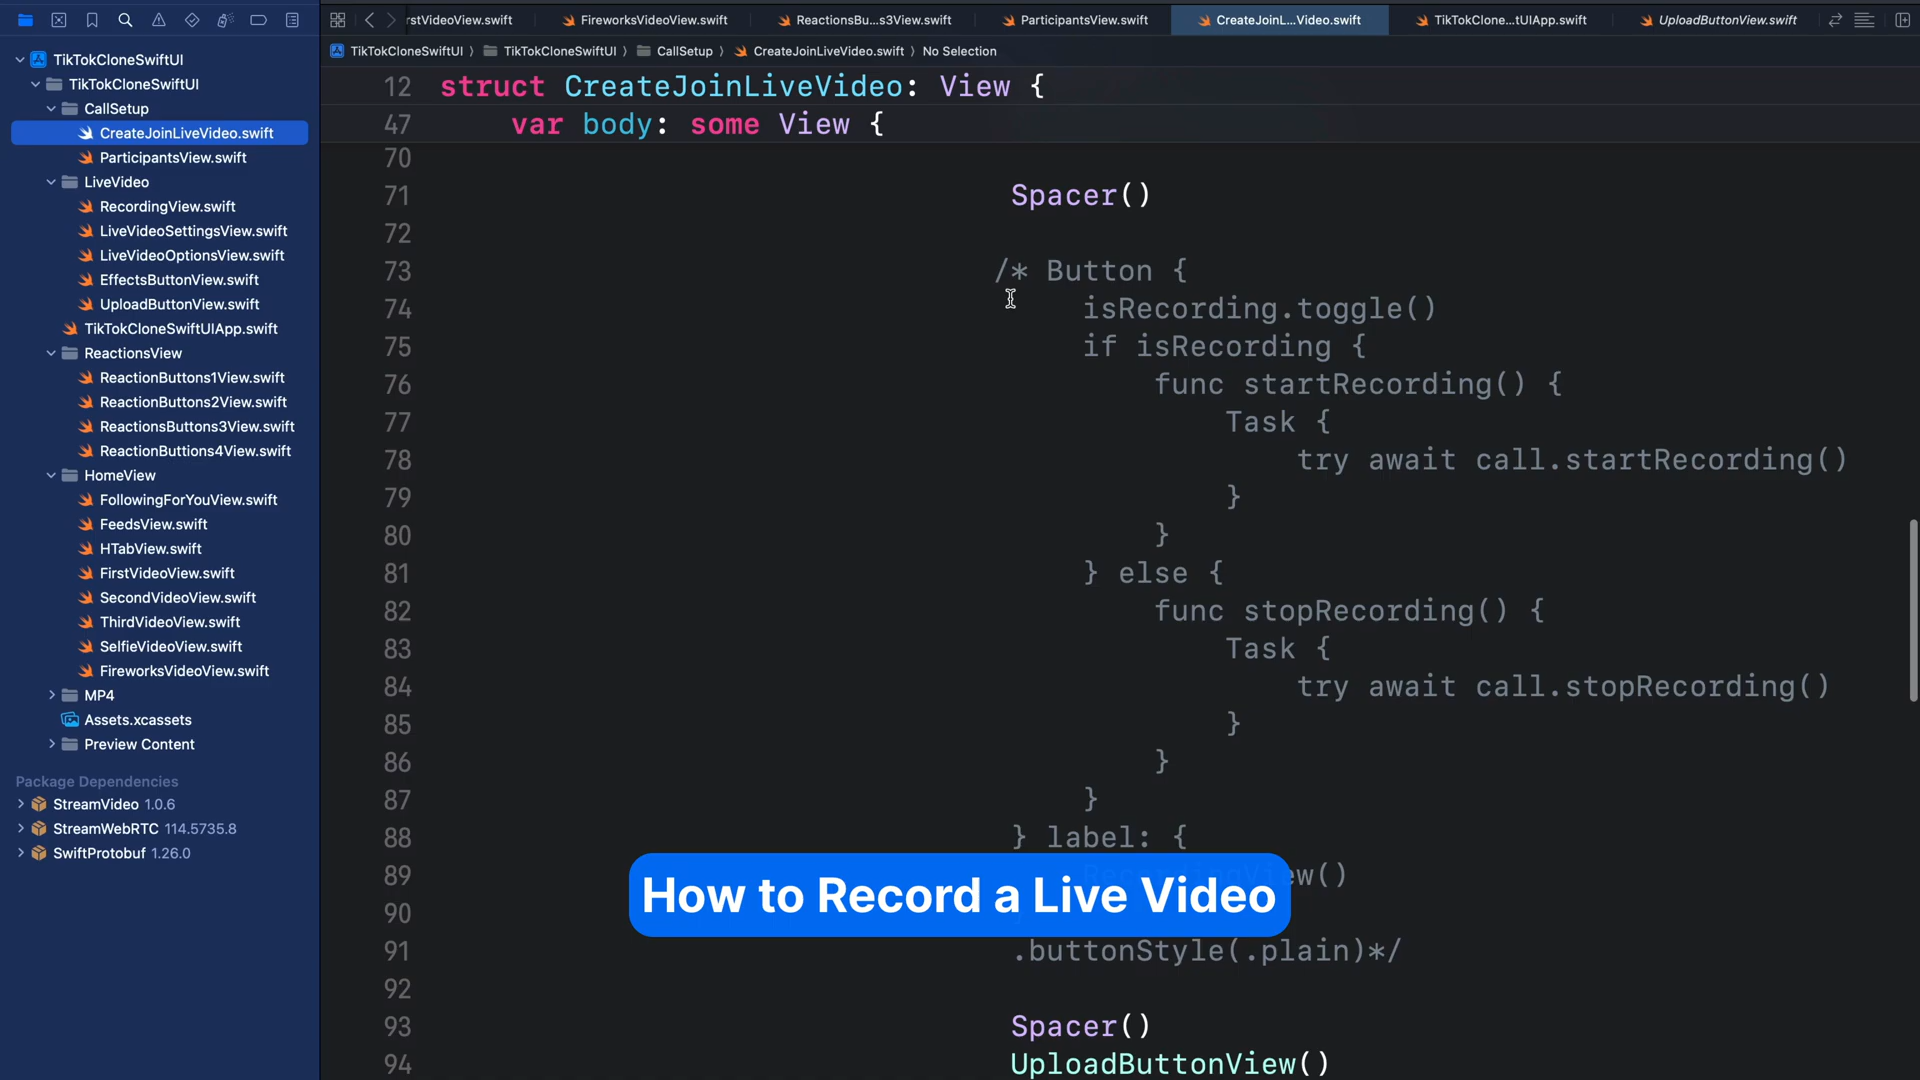 rstVideoView.swift
FireworksVideoView.swift
ReactionsBu...s3View.swift
ParticipantsView.swift
CreateJoinL...Video.swift
TikTokClone...tUIApp.swift
UploadButtonView.swift
TikTokCloneSwiftUI
TikTokCloneSwiftUI
CallSetup
CreateJoinLiveVideo.swift
No Selection
TikTokCloneSwiftUI
TikTokCloneSwiftUI
CallSetup
CreateJoinLiveVideo.swift
ParticipantsView.swift
LiveVideo
RecordingView.swift
LiveVideoSettingsView.swift
LiveVideoOptionsView.swift
EffectsButtonView.swift
UploadButtonView.swift
TikTokCloneSwiftUIApp.swift
ReactionsView
ReactionButtons1View.swift
ReactionButtons2View.swift
ReactionsButtons3View.swift
ReactionButtions4View.swift
HomeView
FollowingForYouView.swift
FeedsView.swift
HTabView.swift
FirstVideoView.swift
SecondVideoView.swift
ThirdVideoView.swift
SelfieVideoView.swift
FireworksVideoView.swift
MP4
Assets.xcassets
Preview Content
Package Dependencies
StreamVideo 1.0.6
StreamWebRTC 114.5735.8
SwiftProtobuf 1.26.0
12 struct CreateJoinLiveVideo: View {
47 var body: some View {
70
71 Spacer()
72
73 /* Button {
74 isRecording.toggle()
75 if isRecording {
76 func startRecording() {
77 Task {
78 try await call.startRecording()
79 }
80 }
81 } else {
82 func stopRecording() {
83 Task {
84 try await call.stopRecording()
85 }
86 }
87 }
88 } label: {
89 RecordingView()
90
91 .buttonStyle(.plain)*/
92
93 Spacer()
94 UploadButtonView()
How to Record a Live Video